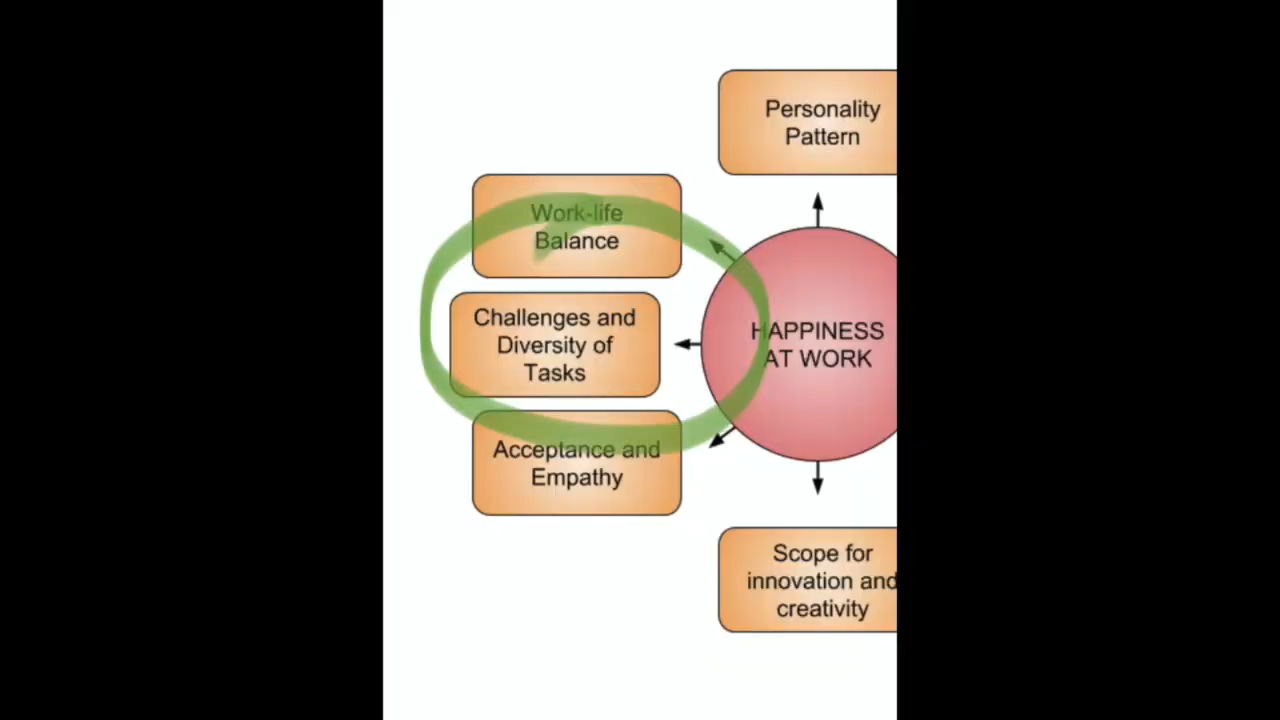 Personality
Pattern
Work-life
Balance
Challenges and
Diversity of
Tasks
HAPPINESS
AT WORK
Acceptance and
Empathy
Scope for
innovation and
creativity